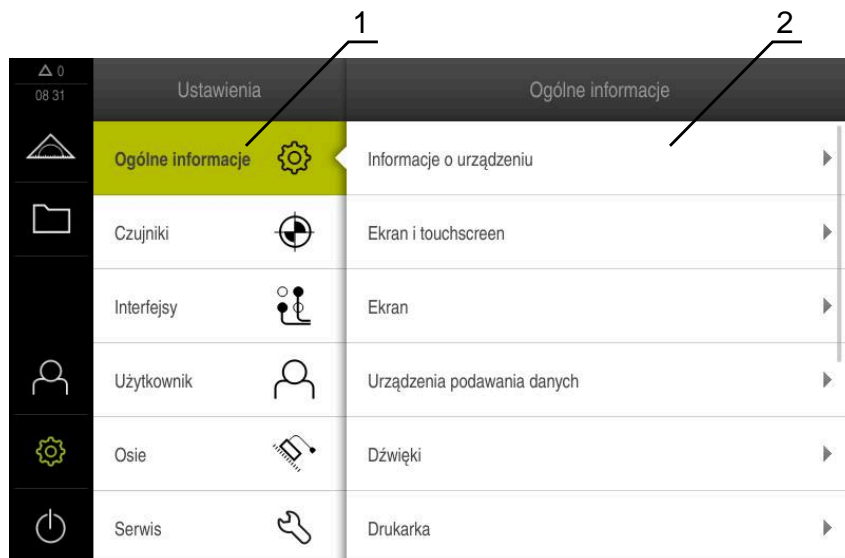 1
2
0
08 31
Ustawienia
Ogólne informacje
Ogólne informacje
Informacje o urządzeniu
Czujniki
Ekran i touchscreen
Interfejsy
Ekran
Użytkownik
Urządzenia podawania danych
Osie
Dźwięki
Serwis
Drukarka